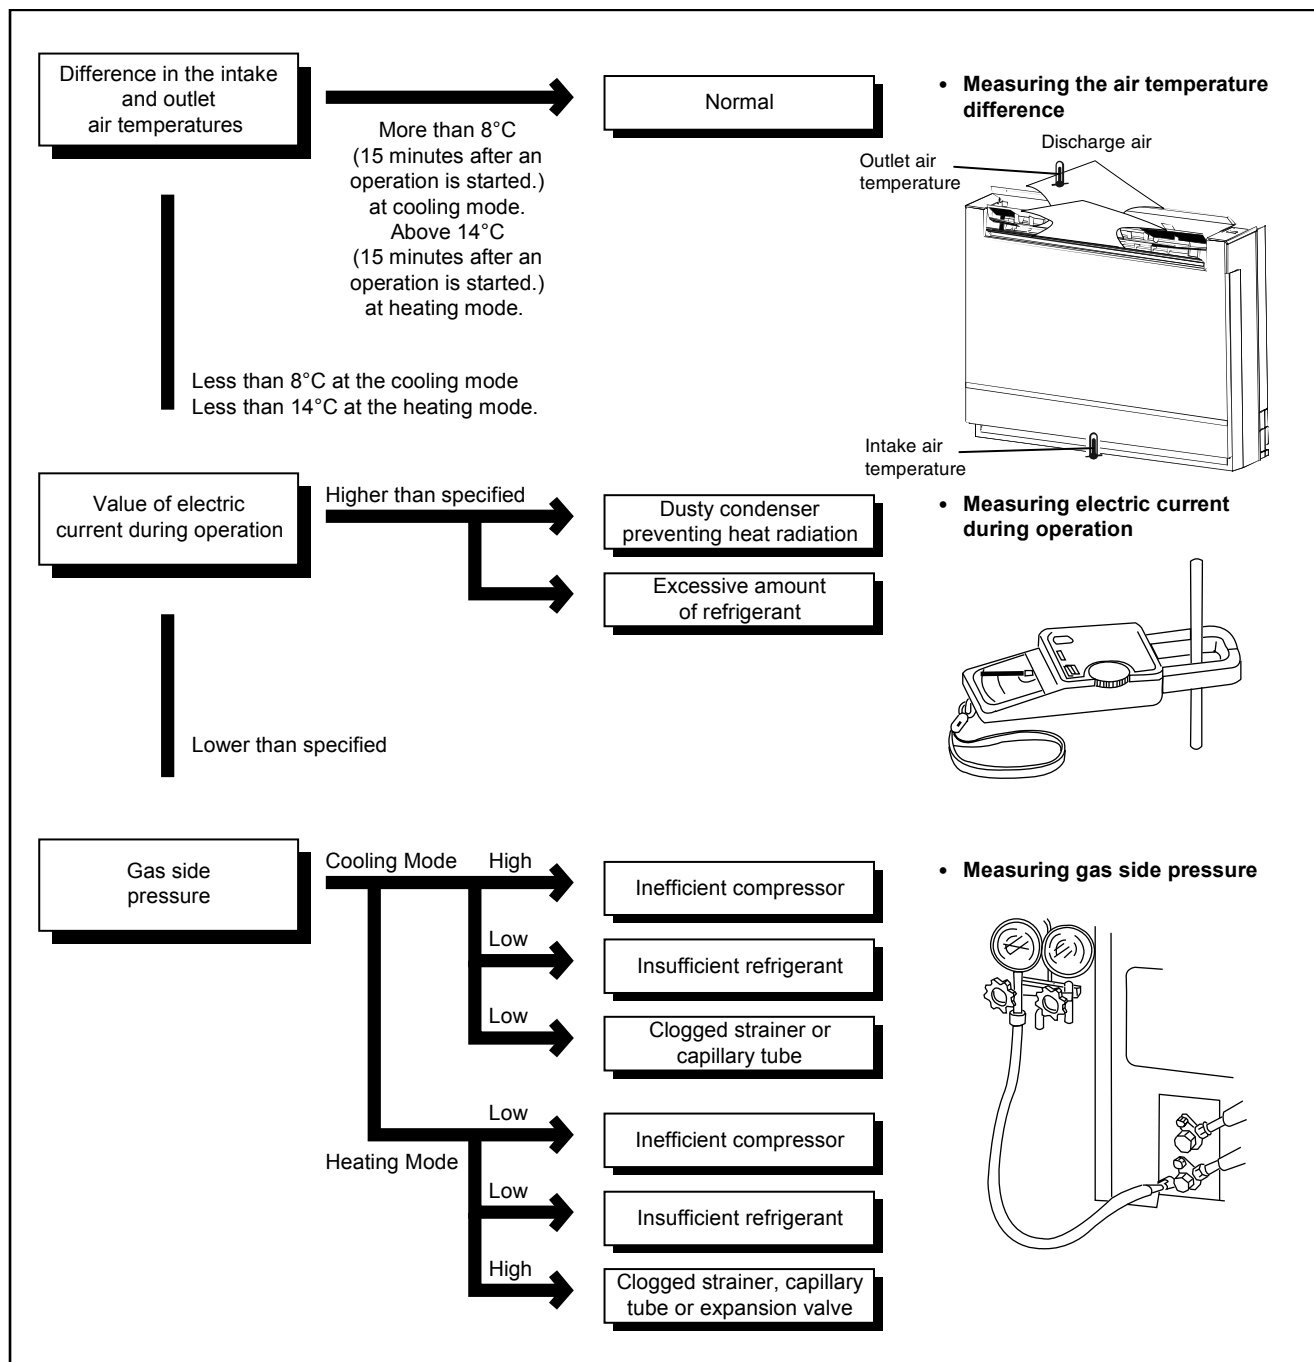 Difference in the intake
and outlet
air temperatures
More than 8°C
(15 minutes after an
operation is started.)
at cooling mode.
Above 14°C
(15 minutes after an
operation is started.)
at heating mode.
Normal
• Measuring the air temperature
difference
Discharge air
Outlet air
temperature
Intake air
temperature
Less than 8°C at the cooling mode
Less than 14°C at the heating mode.
Value of electric
current during operation
Higher than specified
Dusty condenser
preventing heat radiation
Excessive amount
of refrigerant
• Measuring electric current
during operation
Lower than specified
Gas side
pressure
Cooling Mode
High
Inefficient compressor
Low
Insufficient refrigerant
Low
Clogged strainer or
capillary tube
Heating Mode
Low
Inefficient compressor
Low
Insufficient refrigerant
High
Clogged strainer, capillary
tube or expansion valve
• Measuring gas side pressure